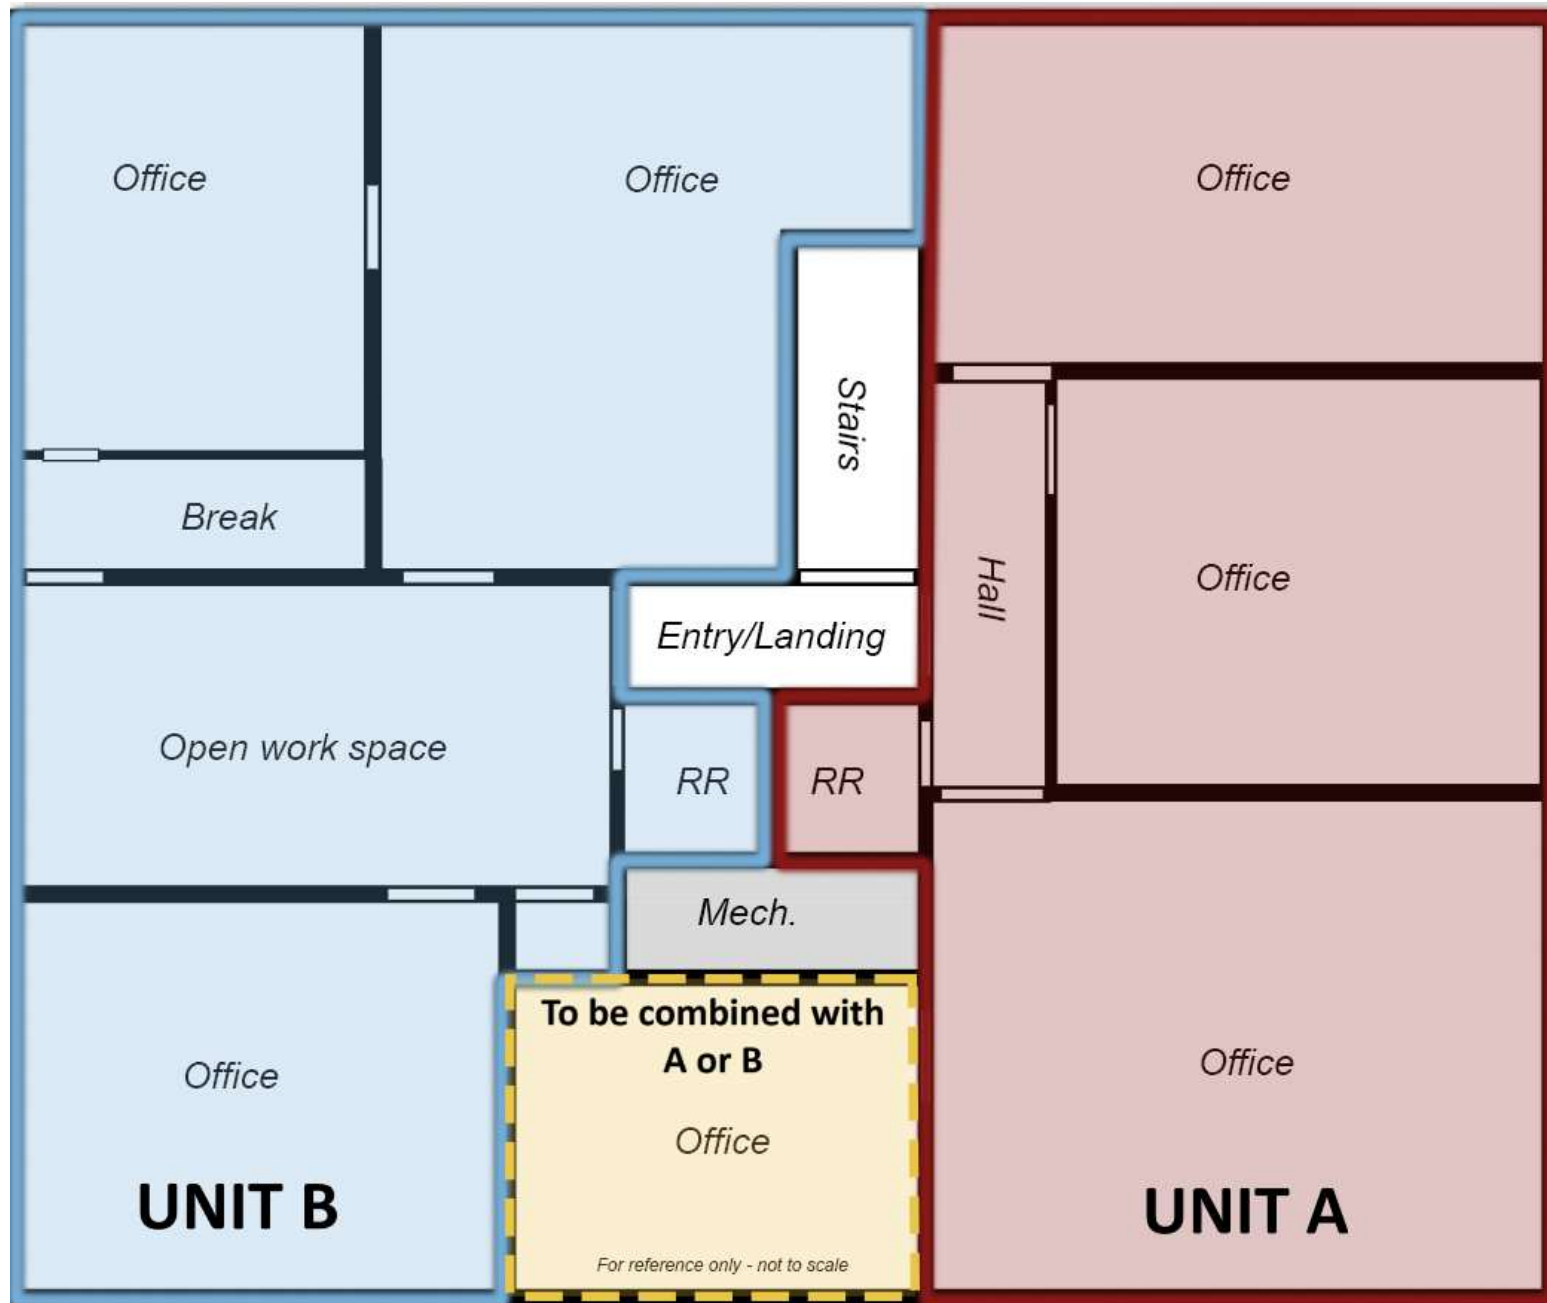 Office
Office
Office
Stairs
Break
Hall
Office
Entry/Landing
Open work space
RR
RR
Mech.
To be combined with
A or B
Office
Office
Office
UNIT B
UNIT A
For reference only - not to scale